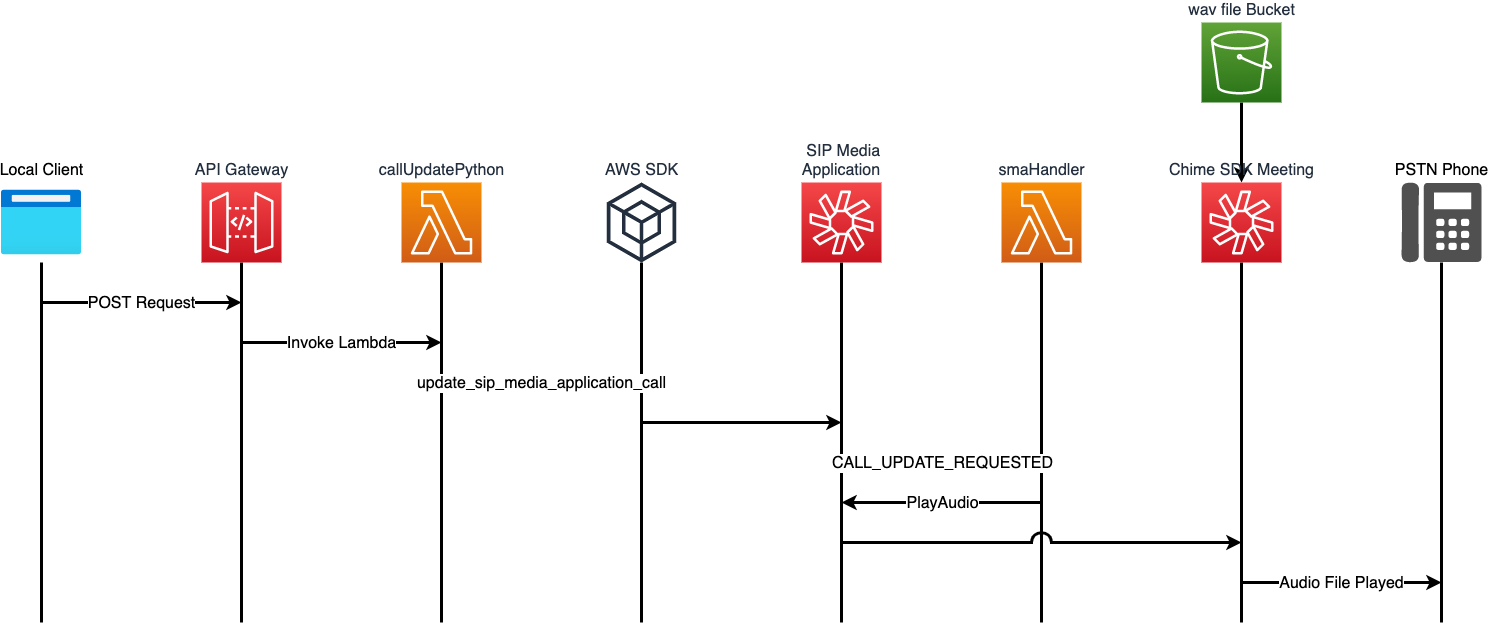 wav file Bucket
Local Client
API Gateway
callUpdatePython
AWS SDK
SIP Media
Application
smaHandler
Chime SDK Meeting
PSTN Phone
</>
POST Request
Invoke Lambda
update_sip_media_application_call
CALL_UPDATE_REQUESTED
PlayAudio
Audio File Played